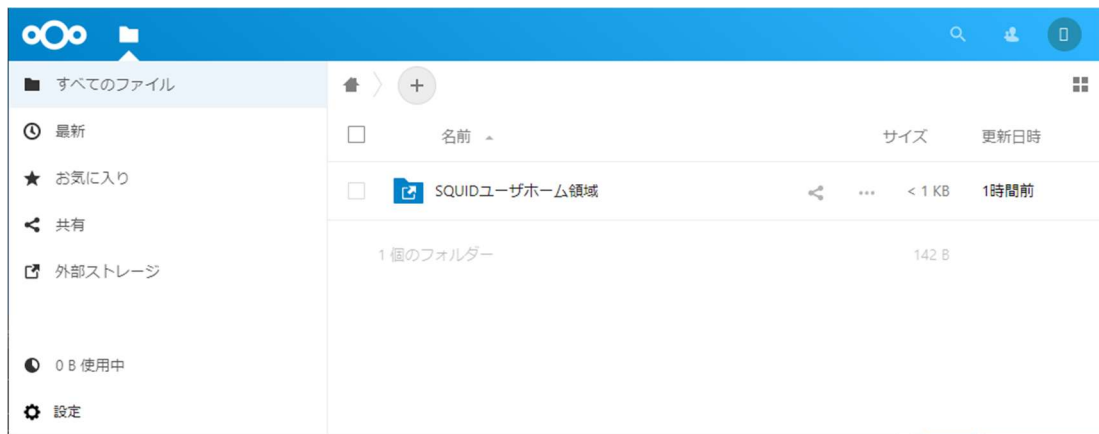 すべてのファイル
最新
お気に入り
共有
外部ストレージ
0 B 使用中
設定
名前 サイズ 更新日時
SQUIDユーザホーム領域 < 1 KB 1時間前
1 個のフォルダー 142 B